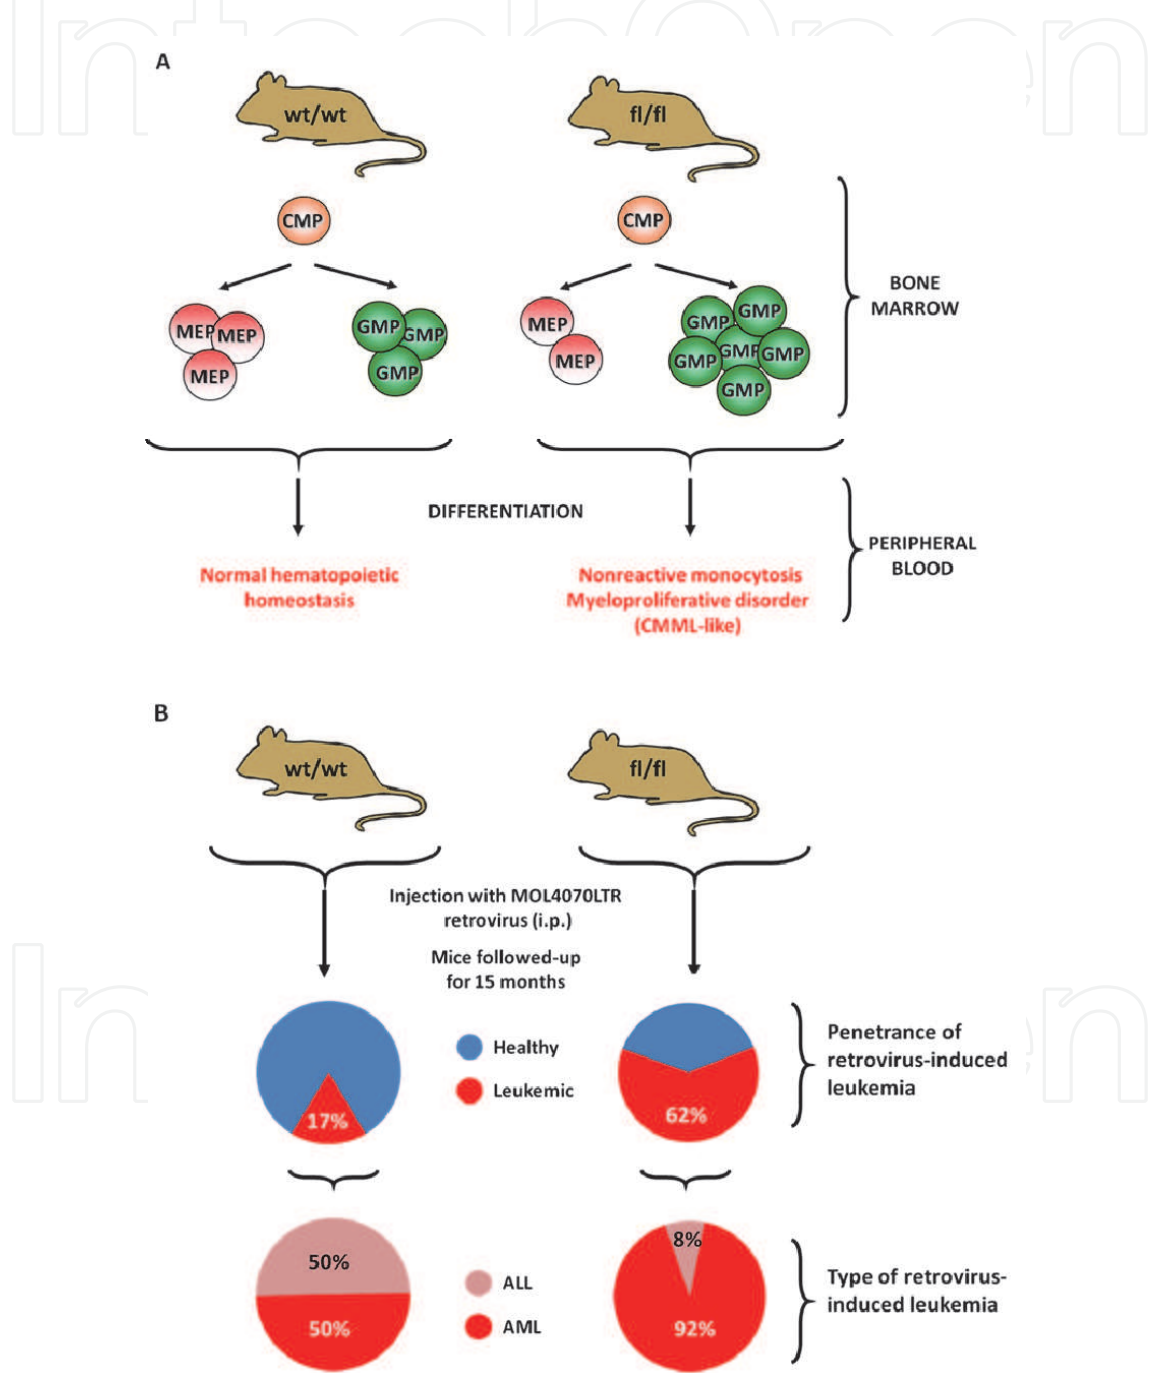 IntechOpen
A
wt/wt
fl/fl
CMP
CMP
MEP
MEP
MEP
GMP
GMP
GMP
MEP
MEP
GMP
GMP
GMP
GMP
GMP
GMP
BONE
MARROW
DIFFERENTIATION
PERIPHERAL
BLOOD
Normal hematopoietic
homeostasis
Nonreactive monocytosis
Myeloproliferative disorder
(CMML-like)
B
wt/wt
fl/fl
Injection with MOL4070LTR
retrovirus (i.p.)
Mice followed-up
for 15 months
Healthy
Leukemic
17%
62%
Penetrance of
retrovirus-induced
leukemia
50%
50%
ALL
AML
8%
92%
Type of retrovirus-
induced leukemia